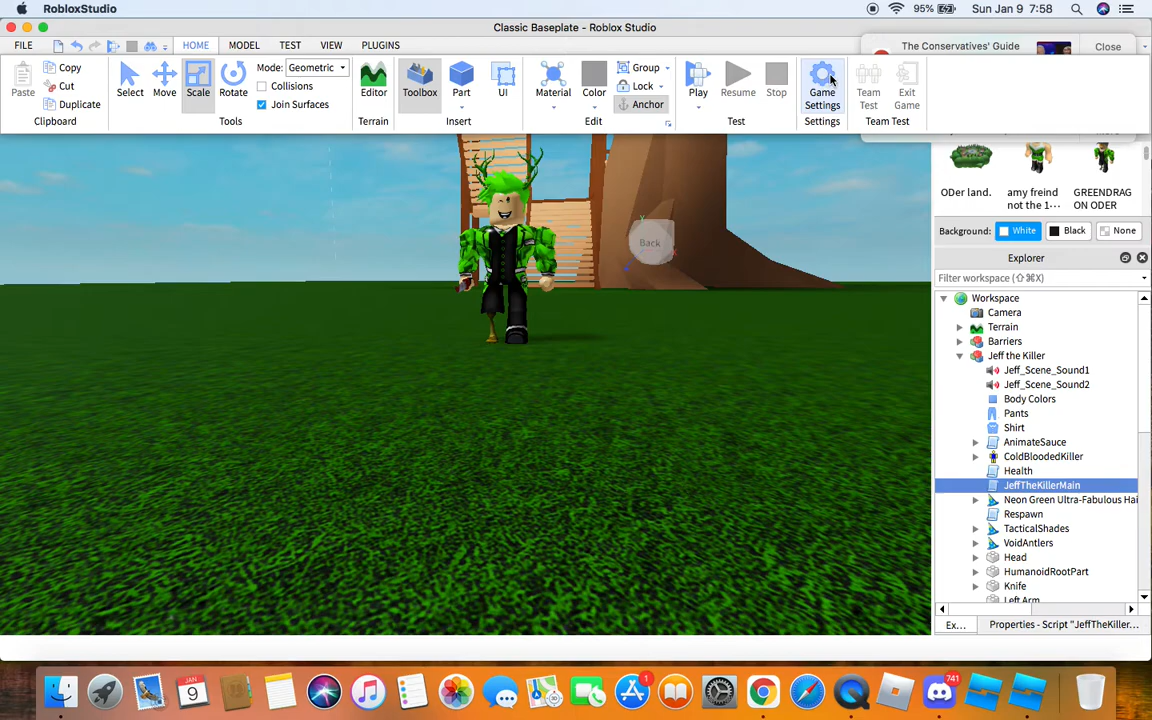 RobloxStudio
95%
Sun Jan 9 7:58
Classic Baseplate - Roblox Studio
The Conservatives' Guide
Close
FILE HOME MODEL TEST VIEW PLUGINS
Paste
Copy
Cut
Duplicate
Clipboard
Select
Move
Scale
Rotate
Mode: Geometric
Collisions
Join Surfaces
Tools
Editor
Terrain
Toolbox
Part
UI
Insert
Material
Color
Group
Lock
Anchor
Edit
Play
Resume
Stop
Test
Game Settings
Settings
Team Test
Exit Game
Team Test
ODer land.
amy freind not the 1...
GREENDRAGON ODER
Background: White Black None
Back
Explorer
Filter workspace (⇧⌘X)
Workspace
Camera
Terrain
Barriers
Jeff the Killer
Jeff_Scene_Sound1
Jeff_Scene_Sound2
Body Colors
Pants
Shirt
AnimateSauce
ColdBloodedKiller
Health
JeffTheKillerMain
Neon Green Ultra-Fabulous Hai
Respawn
TacticalShades
VoidAntlers
Head
HumanoidRootPart
Knife
Left Arm
Ex...
Properties - Script "JeffTheKiller...
JAN
9
1
741